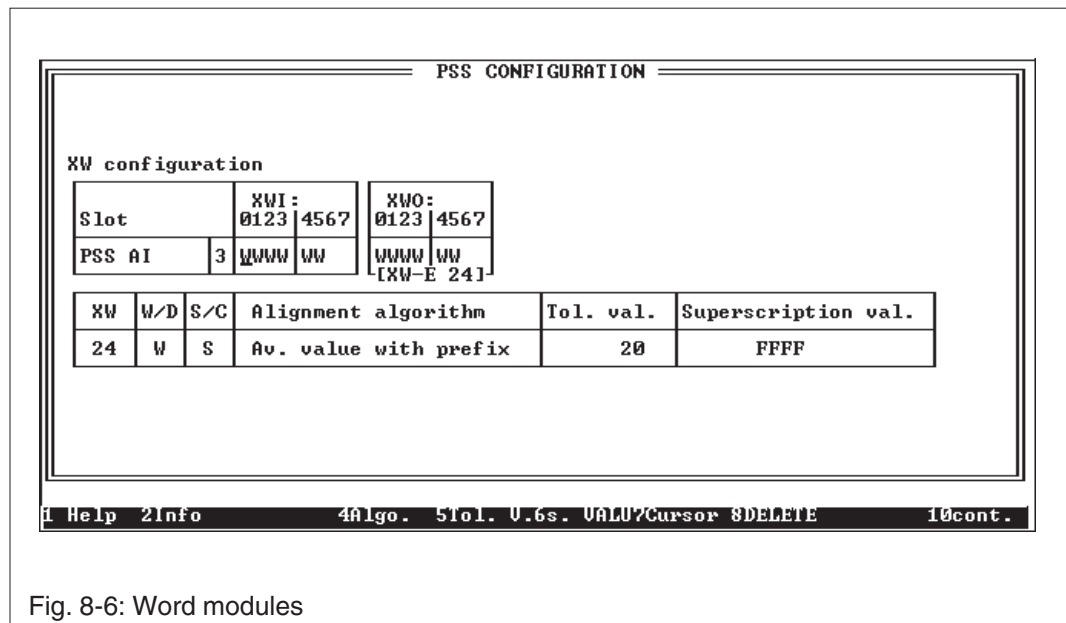 PSS CONFIGURATION
XW configuration
Slot XWI: 0123 4567 XWO: 0123 4567
PSS AI 3 WWWW WW WWWW WW
[XW-E 24]
XW W/D S/C Alignment algorithm Tol. val. Superscription val.
24 W S Av. value with prefix 20 FFFF
1 Help 2Info 4Algo. 5Tol. V.6s. VALU7Cursor 8DELETE 10cont.
Fig. 8-6: Word modules